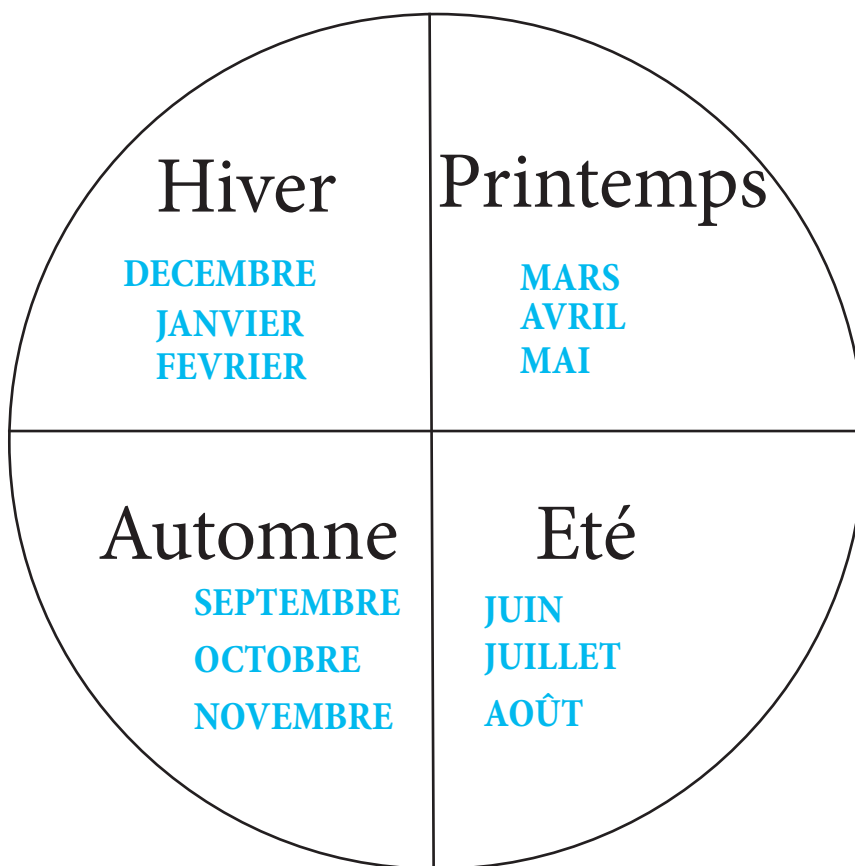 Hiver
DECEMBRE
JANVIER
FEVRIER
Printemps
MARS
AVRIL
MAI
Automne
SEPTEMBRE
OCTOBRE
NOVEMBRE
Eté
JUIN
JUILLET
AOÛT